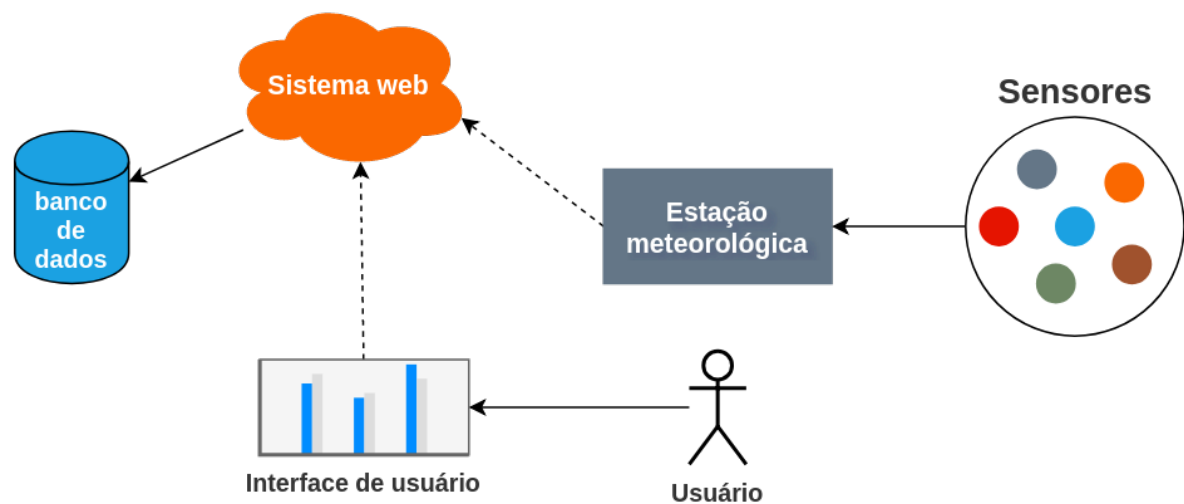 Sistema web
Sensores
banco
de
dados
Estação
meteorológica
Interface de usuário
Usuário